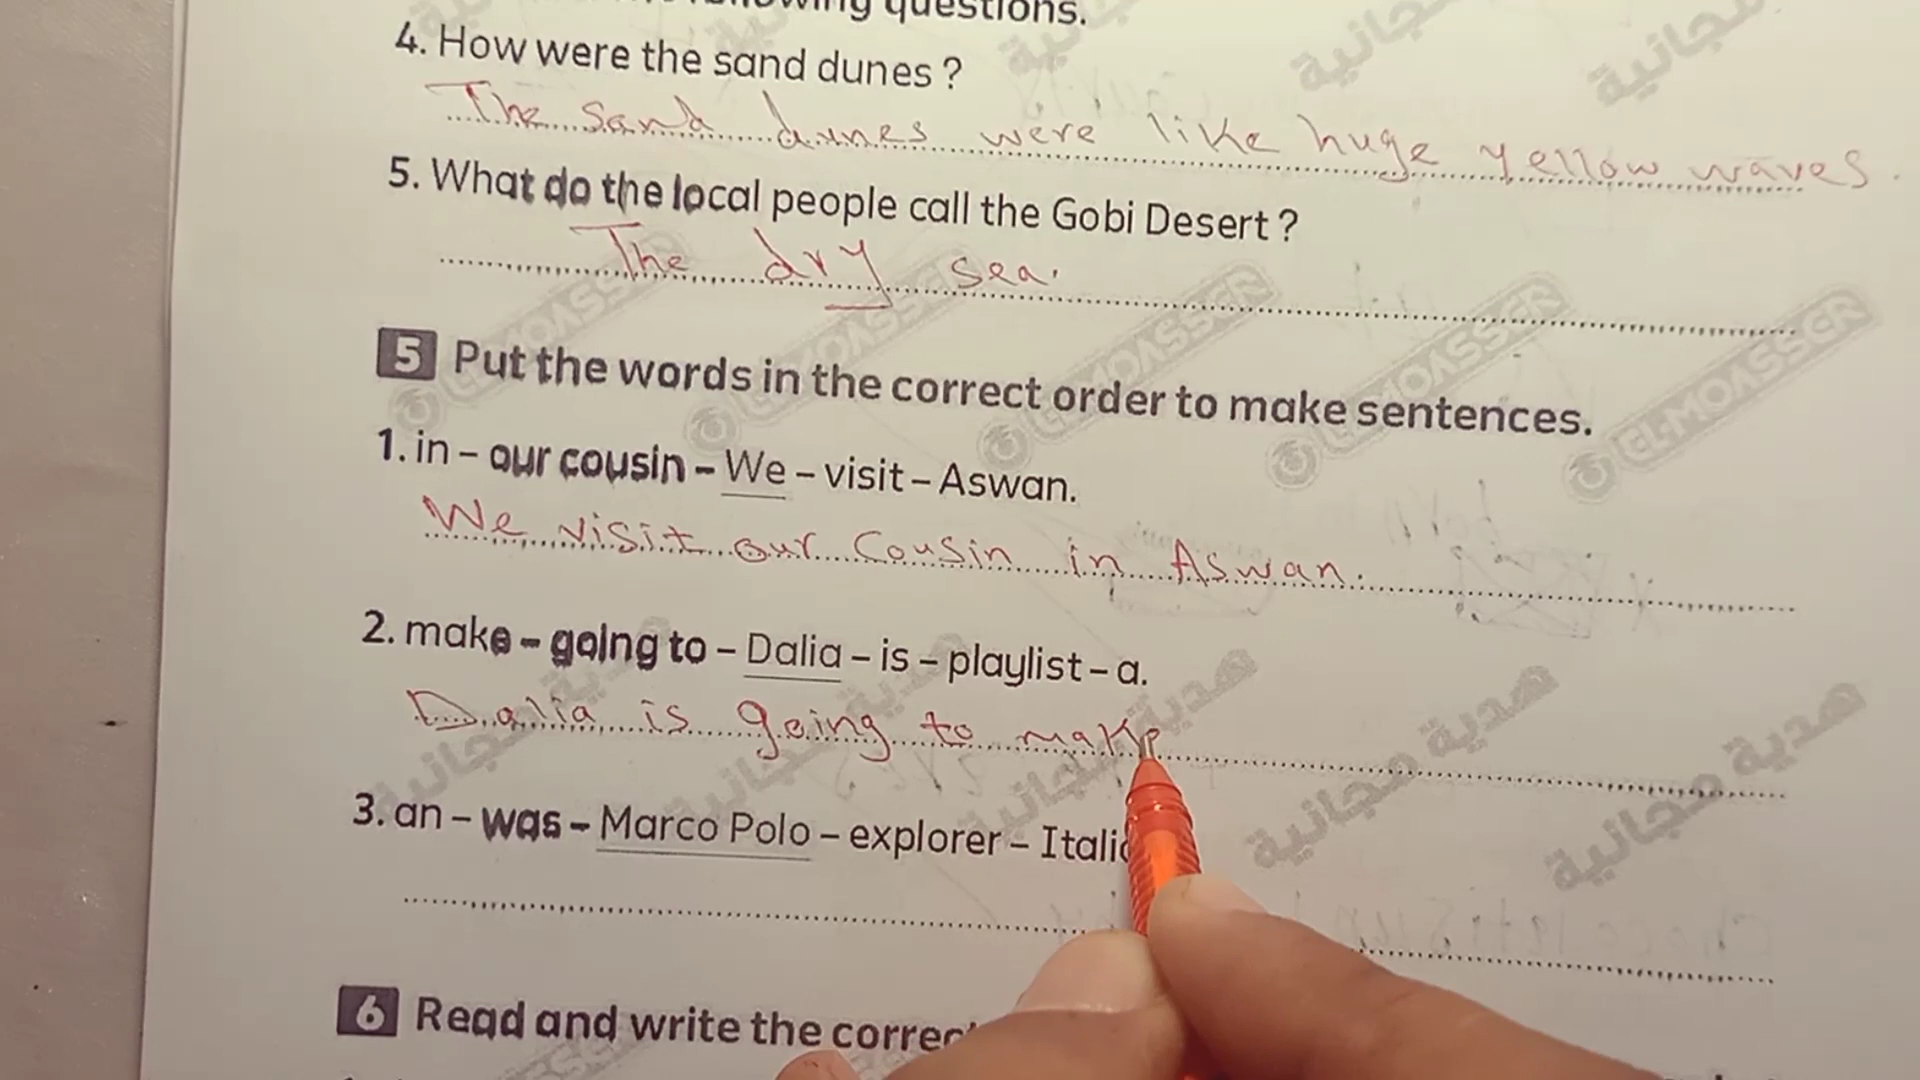 following questions.
4. How were the sand dunes ?
The sand dunes were like huge yellow waves.
5. What do the local people call the Gobi Desert ?
The dry sea.
5 Put the words in the correct order to make sentences.
1. in – our cousin – We – visit – Aswan.
We visit our cousin in Aswan.
2. make – going to – Dalia – is – playlist – a.
Dalia is going to make
3. an – was – Marco Polo – explorer –
6 Read and write the